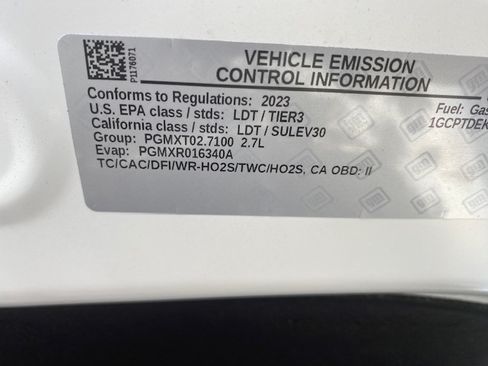 P1176071
VEHICLE EMISSION
CONTROL INFORMATION
Conforms to Regulations: 2023
U.S. EPA class / stds: LDT / TIER3
California class / stds: LDT / SULEV30
Group: PGMXT02.7100 2.7L
Evap: PGMXR016340A
TC/CAC/DFI/WR-HO2S/TWC/HO2S, CA OBD: II
Fuel: Gas
1GCPTDEK